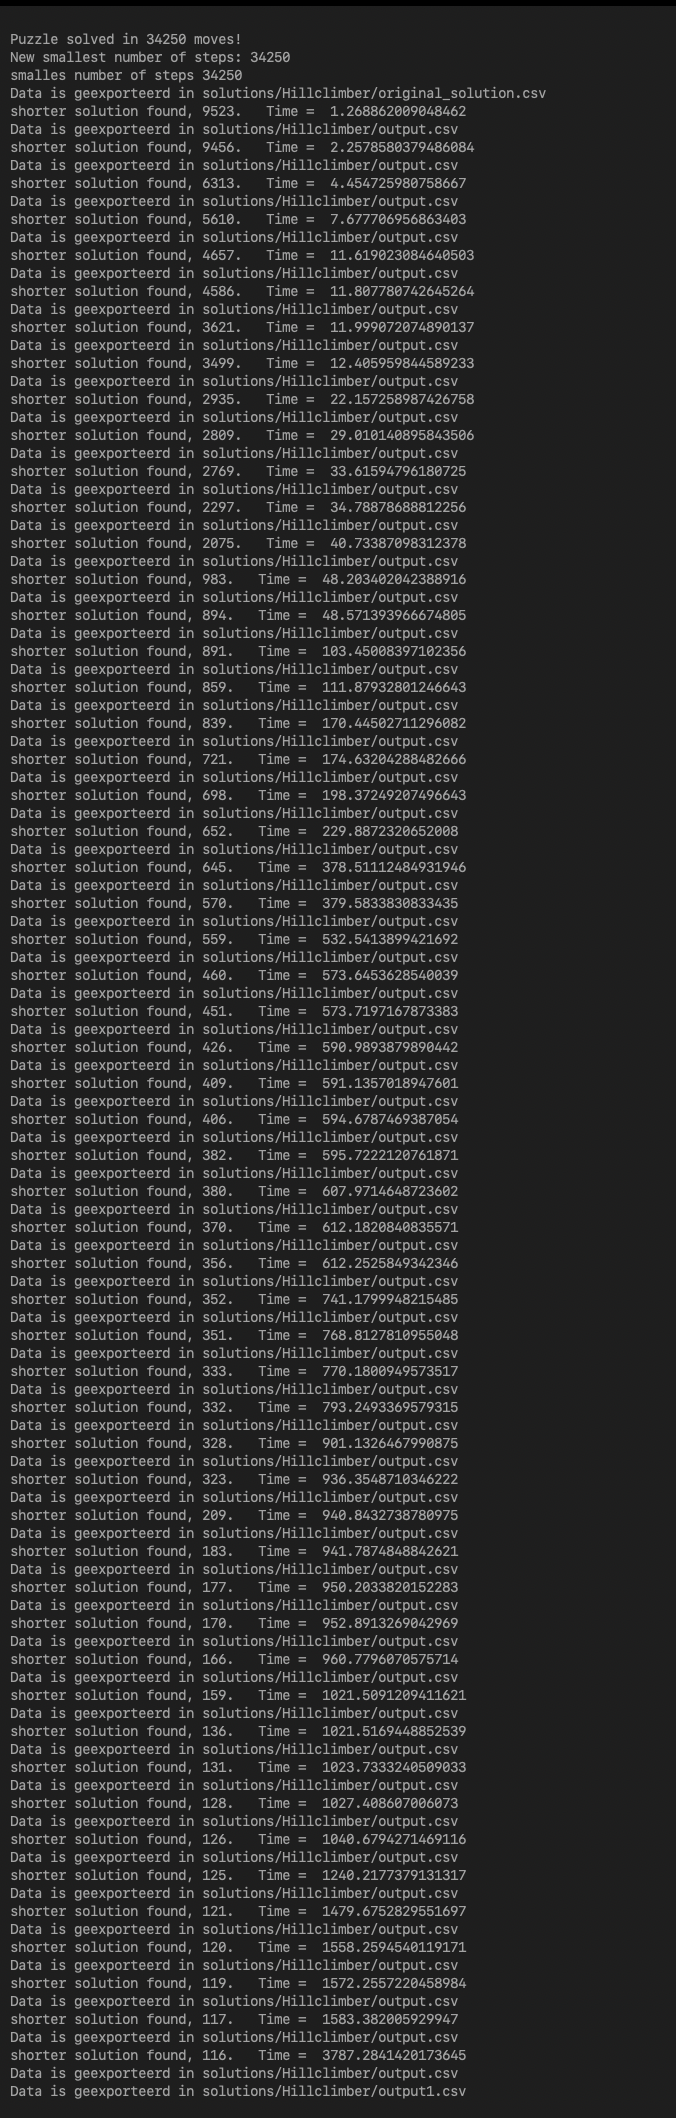 Puzzle solved in 34250 moves!
New smallest number of steps: 34250
smalles number of steps 34250
Data is geexporteerd in solutions/Hillclimber/original_solution.csv
shorter solution found, 9523.   Time =  1.268862009048462
Data is geexporteerd in solutions/Hillclimber/output.csv
shorter solution found, 9456.   Time =  2.2578580379486084
Data is geexporteerd in solutions/Hillclimber/output.csv
shorter solution found, 6313.   Time =  4.454725980758667
Data is geexporteerd in solutions/Hillclimber/output.csv
shorter solution found, 5610.   Time =  7.677706956863403
Data is geexporteerd in solutions/Hillclimber/output.csv
shorter solution found, 4657.   Time =  11.619023084640503
Data is geexporteerd in solutions/Hillclimber/output.csv
shorter solution found, 4586.   Time =  11.807780742645264
Data is geexporteerd in solutions/Hillclimber/output.csv
shorter solution found, 3621.   Time =  11.999072074890137
Data is geexporteerd in solutions/Hillclimber/output.csv
shorter solution found, 3499.   Time =  12.405959844589233
Data is geexporteerd in solutions/Hillclimber/output.csv
shorter solution found, 2935.   Time =  22.157258987426758
Data is geexporteerd in solutions/Hillclimber/output.csv
shorter solution found, 2809.   Time =  29.010140895843506
Data is geexporteerd in solutions/Hillclimber/output.csv
shorter solution found, 2769.   Time =  33.61594796180725
Data is geexporteerd in solutions/Hillclimber/output.csv
shorter solution found, 2297.   Time =  34.78878688812256
Data is geexporteerd in solutions/Hillclimber/output.csv
shorter solution found, 2075.   Time =  40.73387098312378
Data is geexporteerd in solutions/Hillclimber/output.csv
shorter solution found, 983.   Time =  48.203402042388916
Data is geexporteerd in solutions/Hillclimber/output.csv
shorter solution found, 894.   Time =  48.571393966674805
Data is geexporteerd in solutions/Hillclimber/output.csv
shorter solution found, 891.   Time =  103.45008397102356
Data is geexporteerd in solutions/Hillclimber/output.csv
shorter solution found, 859.   Time =  111.87932801246643
Data is geexporteerd in solutions/Hillclimber/output.csv
shorter solution found, 839.   Time =  170.44502711296082
Data is geexporteerd in solutions/Hillclimber/output.csv
shorter solution found, 721.   Time =  174.63204288482666
Data is geexporteerd in solutions/Hillclimber/output.csv
shorter solution found, 698.   Time =  198.37249207496643
Data is geexporteerd in solutions/Hillclimber/output.csv
shorter solution found, 652.   Time =  229.8872320652008
Data is geexporteerd in solutions/Hillclimber/output.csv
shorter solution found, 645.   Time =  378.51112484931946
Data is geexporteerd in solutions/Hillclimber/output.csv
shorter solution found, 570.   Time =  379.5833830833435
Data is geexporteerd in solutions/Hillclimber/output.csv
shorter solution found, 559.   Time =  532.5413899421692
Data is geexporteerd in solutions/Hillclimber/output.csv
shorter solution found, 460.   Time =  573.6453628540039
Data is geexporteerd in solutions/Hillclimber/output.csv
shorter solution found, 451.   Time =  573.7197167873383
Data is geexporteerd in solutions/Hillclimber/output.csv
shorter solution found, 426.   Time =  590.9893879890442
Data is geexporteerd in solutions/Hillclimber/output.csv
shorter solution found, 409.   Time =  591.1357018947601
Data is geexporteerd in solutions/Hillclimber/output.csv
shorter solution found, 406.   Time =  594.6787469387054
Data is geexporteerd in solutions/Hillclimber/output.csv
shorter solution found, 382.   Time =  595.7222120761871
Data is geexporteerd in solutions/Hillclimber/output.csv
shorter solution found, 380.   Time =  607.9714648723602
Data is geexporteerd in solutions/Hillclimber/output.csv
shorter solution found, 370.   Time =  612.1820840835571
Data is geexporteerd in solutions/Hillclimber/output.csv
shorter solution found, 356.   Time =  612.2525849342346
Data is geexporteerd in solutions/Hillclimber/output.csv
shorter solution found, 352.   Time =  741.1799948215485
Data is geexporteerd in solutions/Hillclimber/output.csv
shorter solution found, 351.   Time =  768.8127810955048
Data is geexporteerd in solutions/Hillclimber/output.csv
shorter solution found, 333.   Time =  770.1800949573517
Data is geexporteerd in solutions/Hillclimber/output.csv
shorter solution found, 332.   Time =  793.2493369579315
Data is geexporteerd in solutions/Hillclimber/output.csv
shorter solution found, 328.   Time =  901.1326467990875
Data is geexporteerd in solutions/Hillclimber/output.csv
shorter solution found, 323.   Time =  936.3548710346222
Data is geexporteerd in solutions/Hillclimber/output.csv
shorter solution found, 209.   Time =  940.8432738780975
Data is geexporteerd in solutions/Hillclimber/output.csv
shorter solution found, 183.   Time =  941.7874848842621
Data is geexporteerd in solutions/Hillclimber/output.csv
shorter solution found, 177.   Time =  950.2033820152283
Data is geexporteerd in solutions/Hillclimber/output.csv
shorter solution found, 170.   Time =  952.8913269042969
Data is geexporteerd in solutions/Hillclimber/output.csv
shorter solution found, 166.   Time =  960.7796070575714
Data is geexporteerd in solutions/Hillclimber/output.csv
shorter solution found, 159.   Time =  1021.5091209411621
Data is geexporteerd in solutions/Hillclimber/output.csv
shorter solution found, 136.   Time =  1021.5169448852539
Data is geexporteerd in solutions/Hillclimber/output.csv
shorter solution found, 131.   Time =  1023.7333240509033
Data is geexporteerd in solutions/Hillclimber/output.csv
shorter solution found, 128.   Time =  1027.408607006073
Data is geexporteerd in solutions/Hillclimber/output.csv
shorter solution found, 126.   Time =  1040.6794271469116
Data is geexporteerd in solutions/Hillclimber/output.csv
shorter solution found, 125.   Time =  1240.2177379131317
Data is geexporteerd in solutions/Hillclimber/output.csv
shorter solution found, 121.   Time =  1479.6752829551697
Data is geexporteerd in solutions/Hillclimber/output.csv
shorter solution found, 120.   Time =  1558.2594540119171
Data is geexporteerd in solutions/Hillclimber/output.csv
shorter solution found, 119.   Time =  1572.2557220458984
Data is geexporteerd in solutions/Hillclimber/output.csv
shorter solution found, 117.   Time =  1583.382005929947
Data is geexporteerd in solutions/Hillclimber/output.csv
shorter solution found, 116.   Time =  3787.2841420173645
Data is geexporteerd in solutions/Hillclimber/output.csv
Data is geexporteerd in solutions/Hillclimber/output1.csv